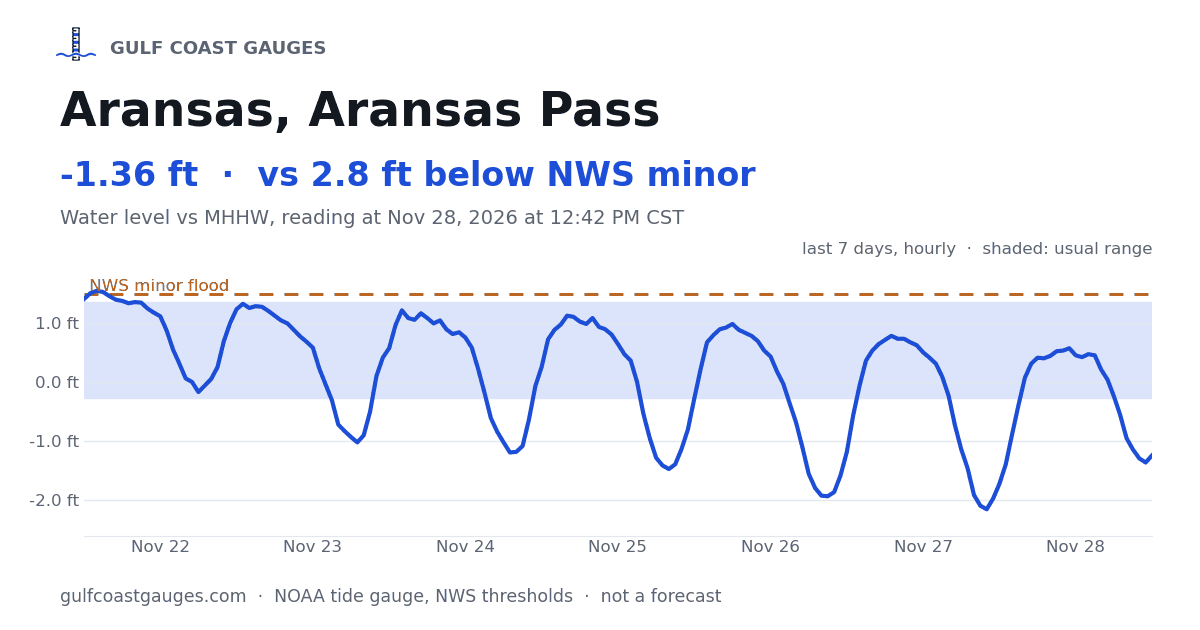 GULF COAST GAUGES
Aransas, Aransas Pass
-1.36 ft · vs 2.8 ft below NWS minor
Water level vs MHHW, reading at Nov 28, 2026 at 12:42 PM CST
last 7 days, hourly · shaded: usual range
NWS minor flood
1.0 ft
0.0 ft
-1.0 ft
-2.0 ft
Nov 22 Nov 23 Nov 24 Nov 25 Nov 26 Nov 27 Nov 28
gulfcoastgauges.com · NOAA tide gauge, NWS thresholds · not a forecast